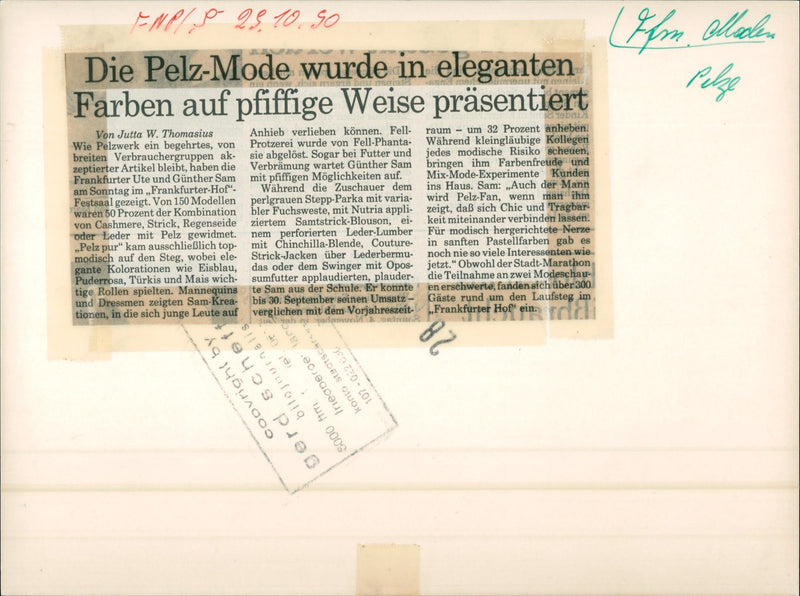 F-NP/S 29.10.90
Ffm. Moden
Pelze
Die Pelz-Mode wurde in eleganten
Farben auf pfiffige Weise präsentiert
Von Jutta W. Thomasius
Wie Pelzwerk ein begehrtes, von
breiten Verbrauchergruppen ak-
zeptierter Artikel bleibt, haben die
Frankfurter Ute und Günther Sam
am Sonntag im „Frankfurter-Hof“-
Festsaal gezeigt. Von 150 Modellen
waren 50 Prozent der Kombination
von Cashmere, Strick, Regenseide
oder Leder mit Pelz gewidmet.
„Pelz pur“ kam ausschließlich top-
modisch auf den Steg, wobei ele-
gante Kolorationen wie Eisblau,
Puderrosa, Türkis und Mais wich-
tige Rollen spielten. Mannequins
und Dressmen zeigten Sam-Krea-
tionen, in die sich junge Leute auf
Anhieb verlieben können. Fell-
Protzerei wurde von Fell-Phanta-
sie abgelöst. Sogar bei Futter und
Verbrämung wartet Günther Sam
mit pfiffigen Möglichkeiten auf.
Während die Zuschauer dem
perlgrauen Stepp-Parka mit varia-
bler Fuchsweste, mit Nutria appli-
ziertem Samtstrick-Blouson, ei-
nem perforierten Leder-Lumber
mit Chinchilla-Blende, Couture-
Strick-Jacken über Lederbermu-
das oder dem Swinger mit Opos-
sumfutter applaudierten, plauder-
te Sam aus der Schule. Er konnte
bis 30. September seinen Umsatz –
verglichen mit dem Vorjahreszeit-
raum – um 32 Prozent anheben.
Während kleingläubige Kollegen
jedes modische Risiko scheuen,
bringen ihm Farbenfreude und
Mix-Mode-Experimente Kunden
ins Haus. Sam: „Auch der Mann
wird Pelz-Fan, wenn man ihm
zeigt, daß sich Chic und Tragbar-
keit miteinander verbinden lassen.
Für modisch hergerichtete Nerze
in sanften Pastellfarben gab es
noch nie so viele Interessenten wie
jetzt.“ Obwohl der Stadt-Marathon
die Teilnahme an zwei Modeschau-
en erschwerte, fanden sich über 300
Gäste rund um den Laufsteg im
„Frankfurter Hof“ ein.
28
copyright by
gerd scheff
bildjournalis
6000 ffm.
konto stadtspark